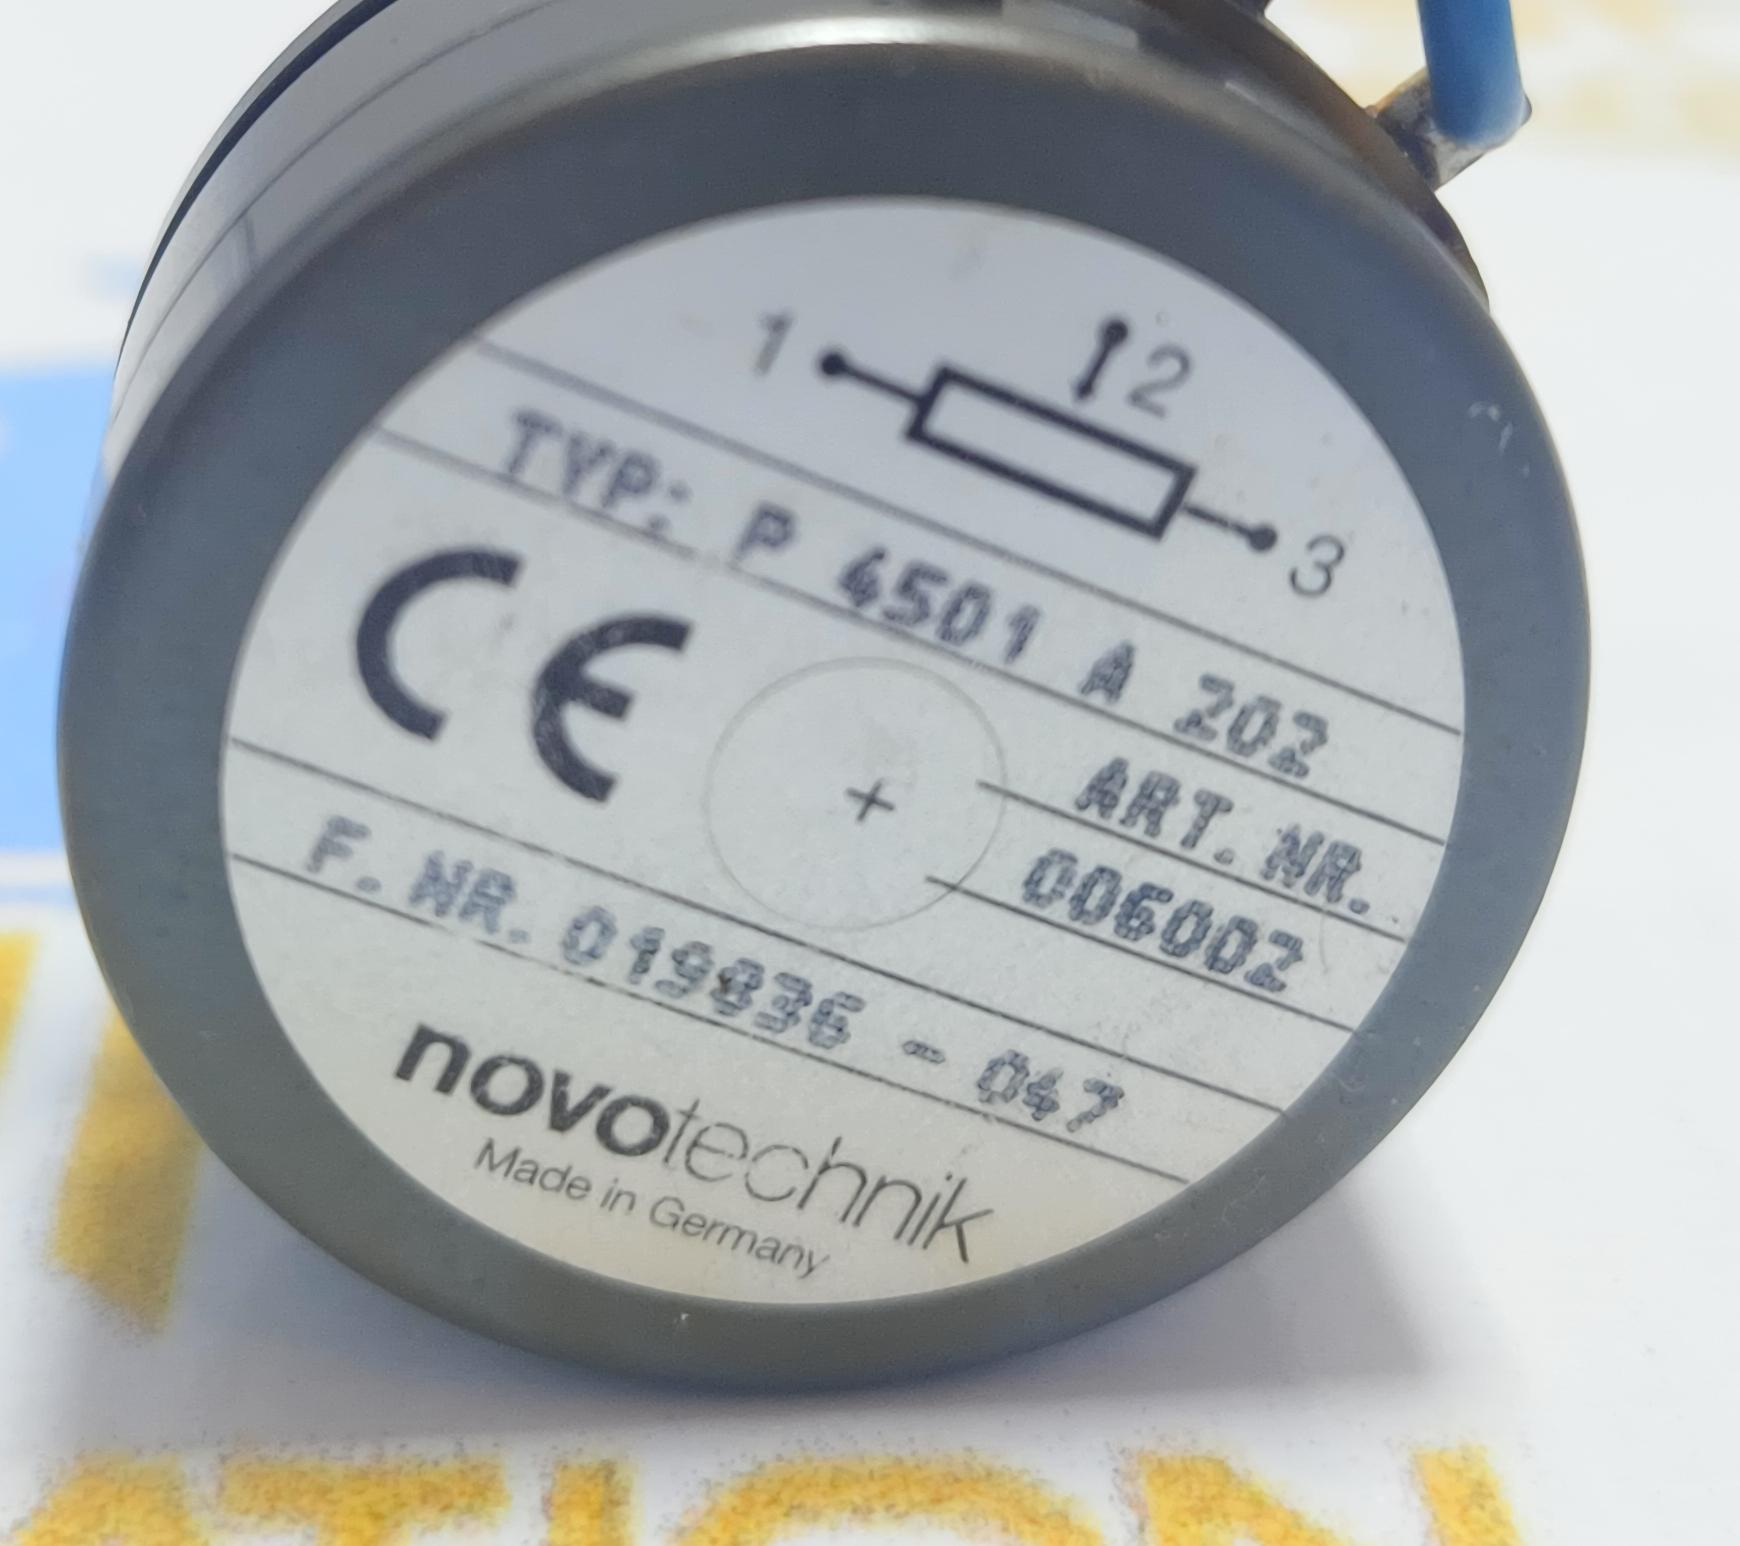 1
2
3
TYP: P 4501 A 202
CE
ART. NR.
006002
F. NR. 019836 - 047
novotechnik
Made in Germany